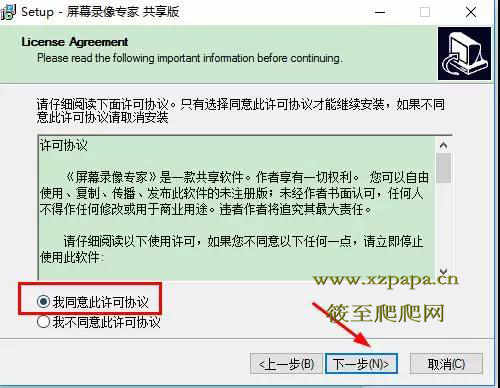 Setup - 屏幕录像专家 共享版
License Agreement
Please read the following important information before continuing.
请仔细阅读下面许可协议。只有选择同意此许可协议才能继续安装，如果不同
意此许可协议请取消安装
许可协议
《屏幕录像专家》是一款共享软件。作者享有一切权利。 您可以自由
使用、复制、传播、发布此软件的未注册版；未经作者书面认可，任何人
不得作任何修改或用于商业用途。违者作者将追究其最大责任。
请仔细阅读以下使用许可，如果您不同意以下任何一点，请立即停止
使用此软件:
www.xzpapa.cn
筱至爬爬网
我同意此许可协议
我不同意此许可协议
<上一步(B)
下一步(N)>
取消(C)